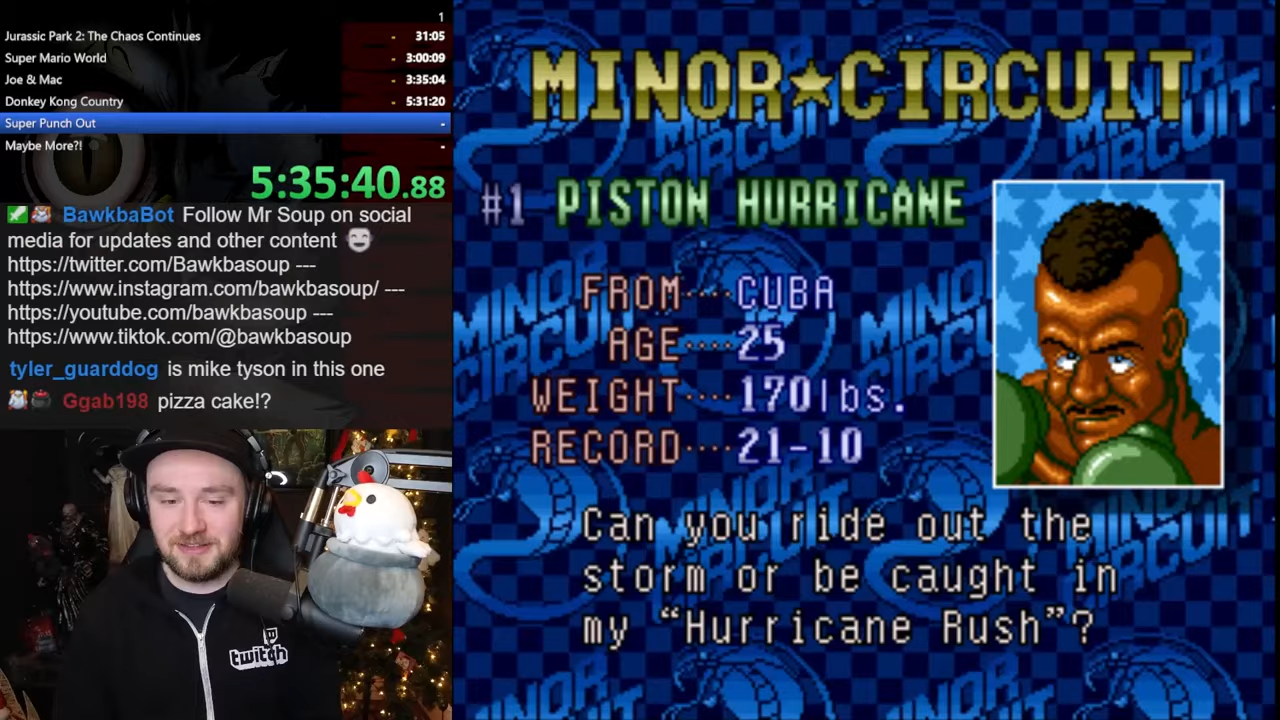 1
Jurassic Park 2: The Chaos Continues - 31:05
Super Mario World - 3:00:09
Joe & Mac - 3:35:04
Donkey Kong Country - 5:31:20
Super Punch Out -
Maybe More?! -
5:35:40.88
BawkbaBot Follow Mr Soup on social
media for updates and other content
https://twitter.com/Bawkbasoup ---
https://www.instagram.com/bawkbasoup/ ---
https://youtube.com/bawkbasoup ---
https://www.tiktok.com/@bawkbasoup
tyler_guarddog is mike tyson in this one
Ggab198 pizza cake!?
twitch
MINOR★CIRCUIT
#1 PISTON HURRICANE
FROM···· CUBA
AGE···· 25
WEIGHT···· 170lbs.
RECORD···· 21-10
Can you ride out the
storm or be caught in
my “Hurricane Rush”?
MINOR CIRCUIT